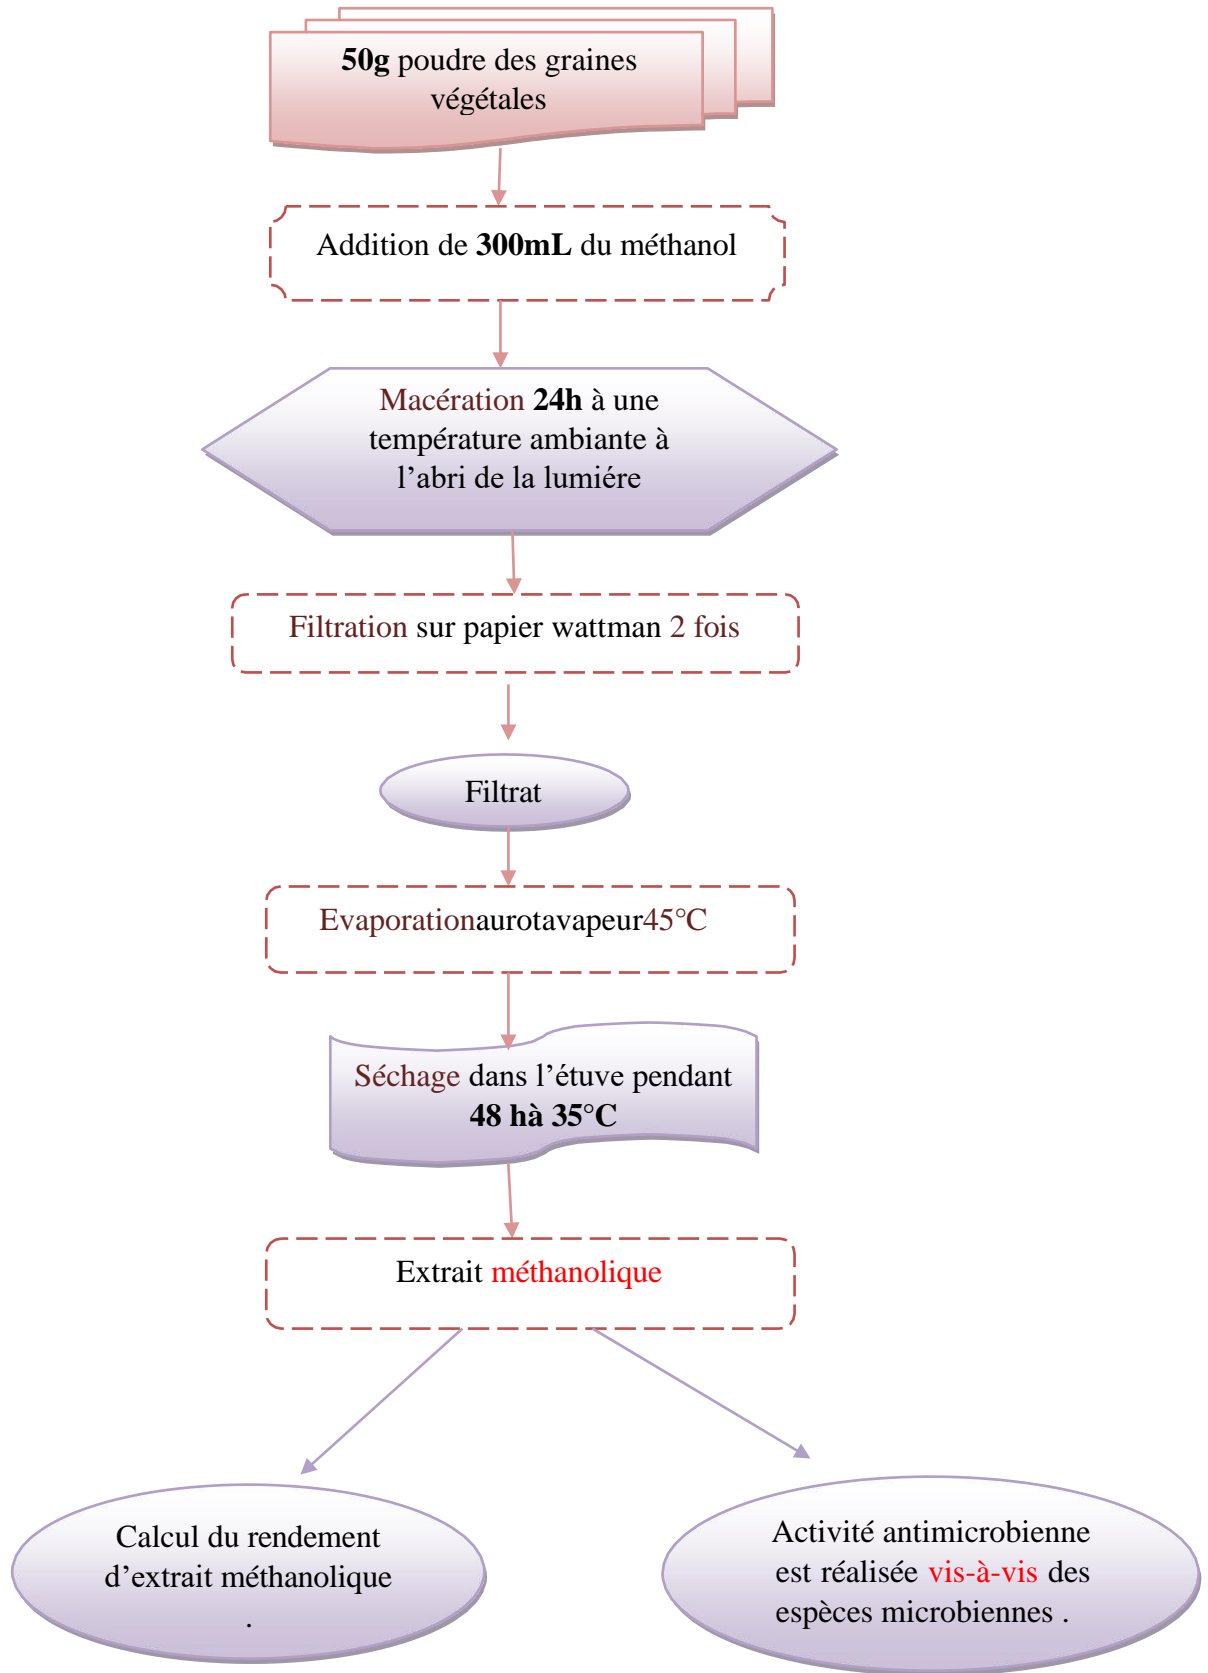 50g poudre des graines
végétales
Addition de 300mL du méthanol
Macération 24h à une
température ambiante à
l’abri de la lumiére
Filtration sur papier wattman 2 fois
Filtrat
Evaporationaurotavapeur45°C
Séchage dans l’étuve pendant
48 hà 35°C
Extrait méthanolique
Calcul du rendement
d’extrait méthanolique
.
Activité antimicrobienne
est réalisée vis-à-vis des
espèces microbiennes .